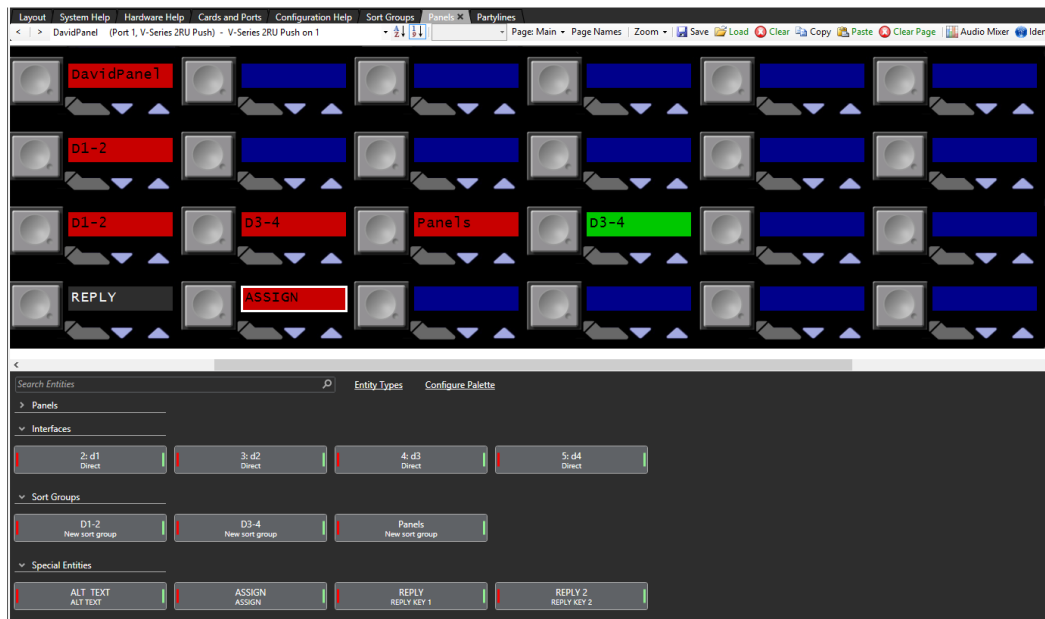 Layout System Help Hardware Help Cards and Ports Configuration Help Sort Groups Panels X Partylines
< > DavidPanel (Port 1, V-Series 2RU Push) - V-Series 2RU Push on 1 Page: Main Page Names Zoom Save Load Clear Copy Paste Clear Page Audio Mixer Iden
DavidPanel
D1-2
D1-2 D3-4 Panels D3-4
REPLY ASSIGN
Search Entities Entity Types Configure Palette
Panels
Interfaces
2: d1 3: d2 4: d3 5: d4
Direct Direct Direct Direct
Sort Groups
D1-2 D3-4 Panels
New sort group New sort group New sort group
Special Entities
ALT TEXT ASSIGN REPLY REPLY 2
ALT TEXT ASSIGN REPLY KEY 1 REPLY KEY 2